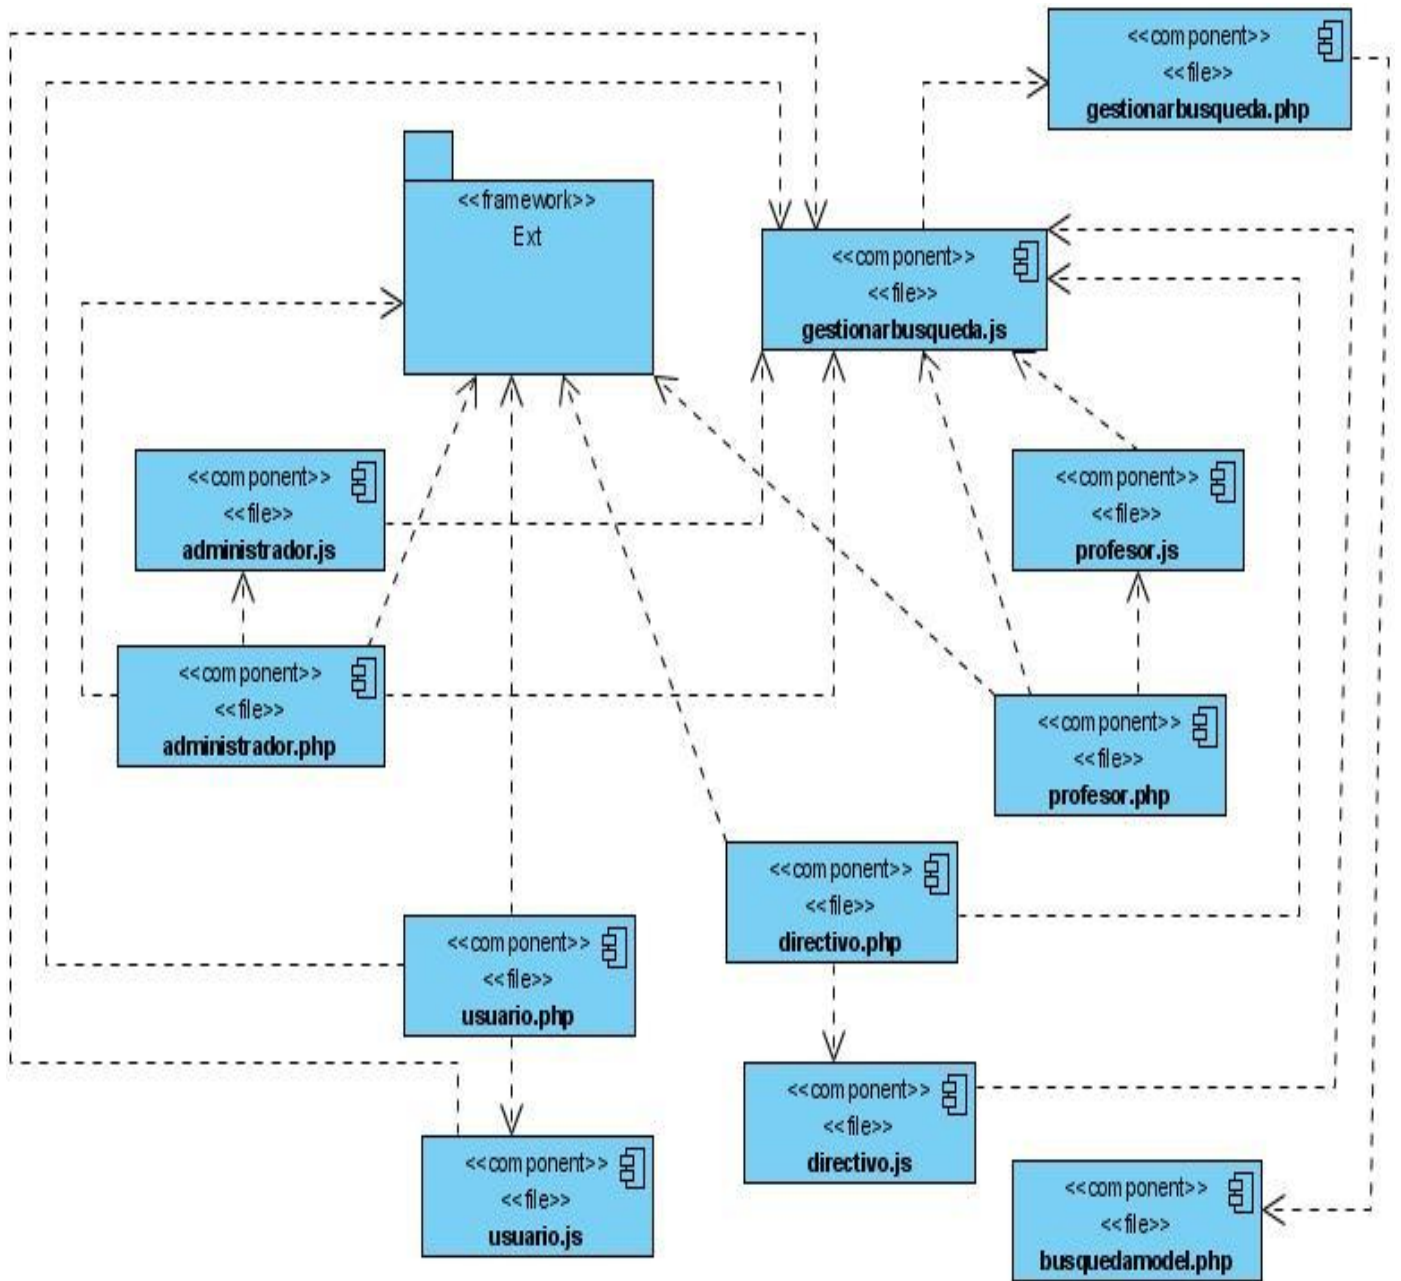 <<component>>
<<file>>
gestionarbusqueda.php
<<framework>>
Ext
<<component>>
<<file>>
gestionarbusqueda.js
<<component>>
<<file>>
administrador.js
<<component>>
<<file>>
profesor.js
<<component>>
<<file>>
administrador.php
<<component>>
<<file>>
profesor.php
<<component>>
<<file>>
directivo.php
<<component>>
<<file>>
usuario.php
<<component>>
<<file>>
directivo.js
<<component>>
<<file>>
usuario.js
<<component>>
<<file>>
busquedamodel.php